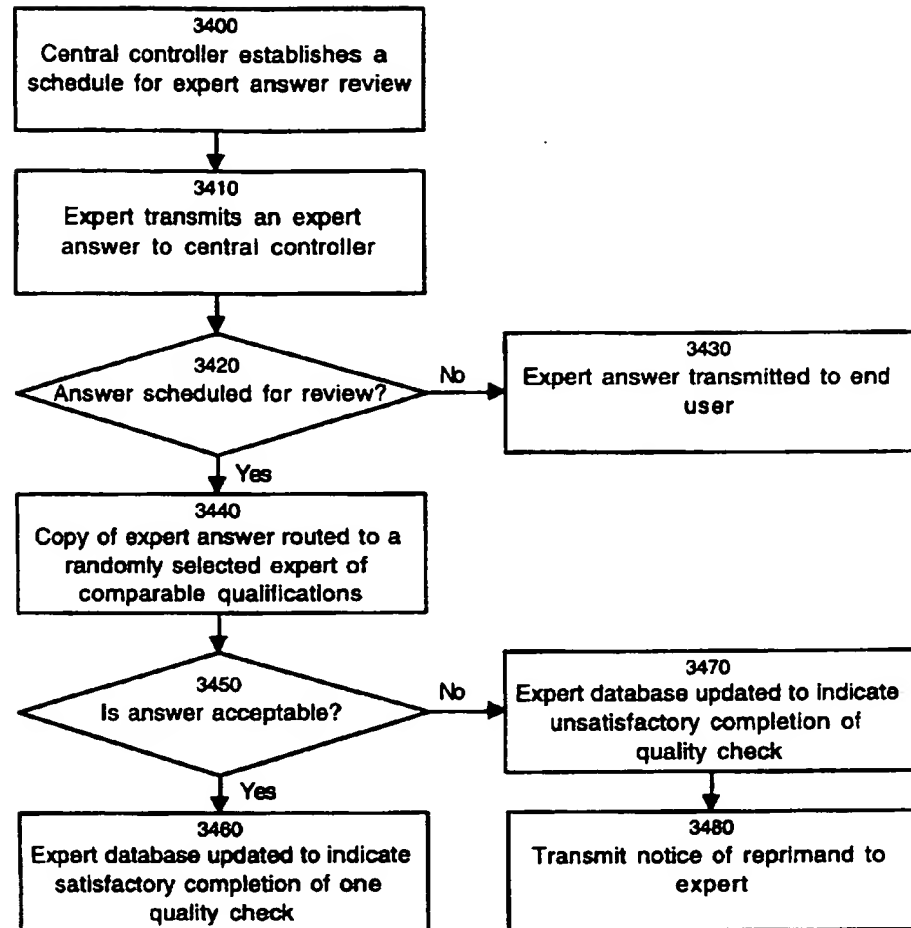 3400
Central controller establishes a
schedule for expert answer review
3410
Expert transmits an expert
answer to central controller
3420
Answer scheduled for review?
No
3430
Expert answer transmitted to end
user
Yes
3440
Copy of expert answer routed to a
randomly selected expert of
comparable qualifications
3450
Is answer acceptable?
No
3470
Expert database updated to indicate
unsatisfactory completion of
quality check
Yes
3460
Expert database updated to indicate
satisfactory completion of one
quality check
3480
Transmit notice of reprimand to
expert